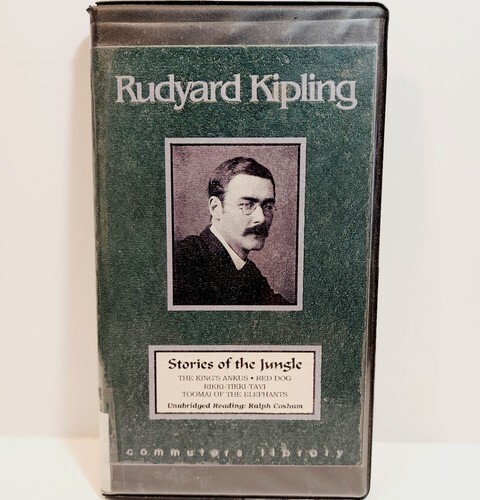 Rudyard Kipling
Stories of the Jungle
THE KING'S ANKUS • RED DOG
RIKKI-TIKKI-TAVI
TOOMAI OF THE ELEPHANTS
Unabridged Reading: Ralph Cosham
commuters library